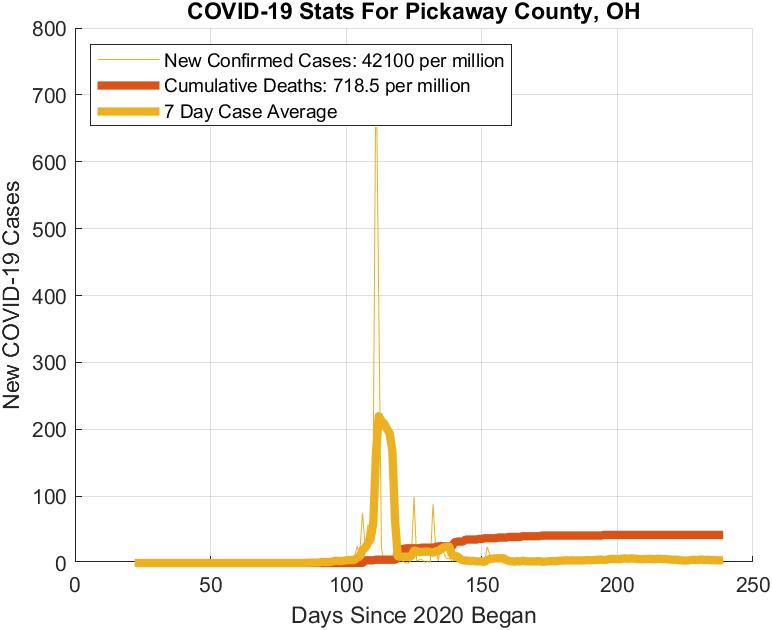 COVID-19 Stats For Pickaway County, OH
800
700
600
500
400
300
200
100
0
New COVID-19 Cases
New Confirmed Cases: 42100 per million
Cumulative Deaths: 718.5 per million
7 Day Case Average
0 50 100 150 200 250
Days Since 2020 Began